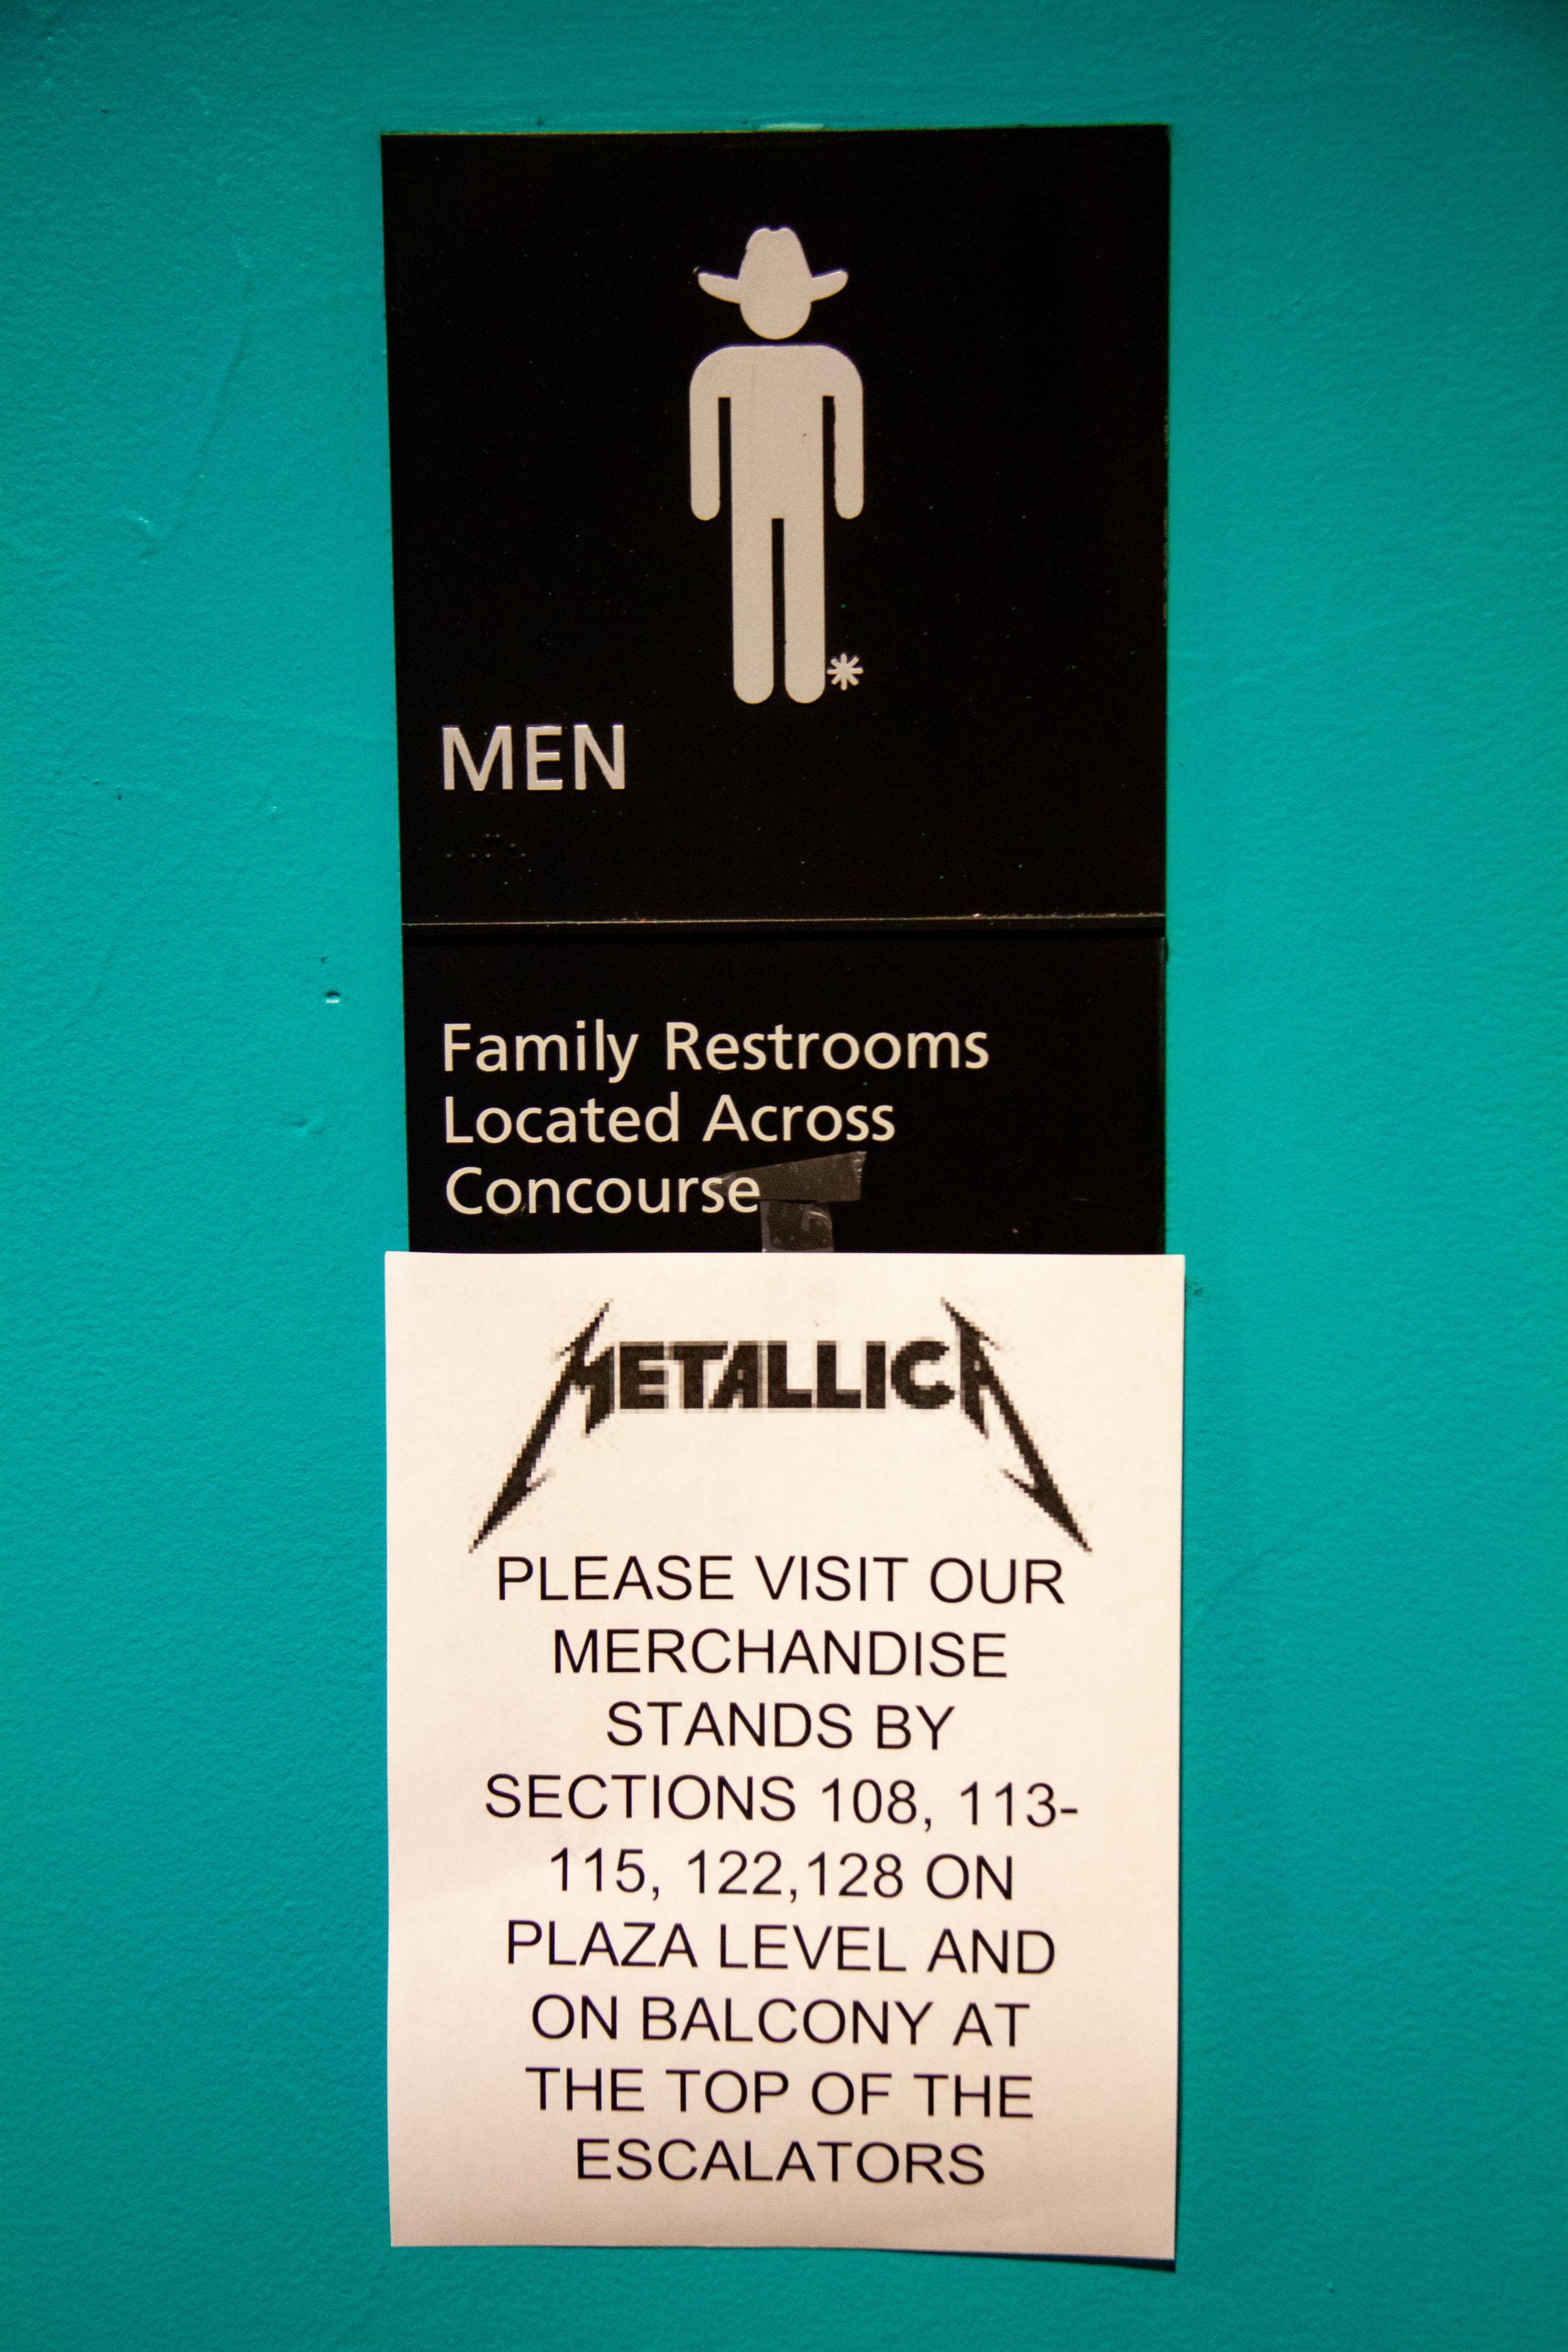 MEN
Family Restrooms
Located Across
Concourse
METALLICA
PLEASE VISIT OUR
MERCHANDISE
STANDS BY
SECTIONS 108, 113-
115, 122,128 ON
PLAZA LEVEL AND
ON BALCONY AT
THE TOP OF THE
ESCALATORS